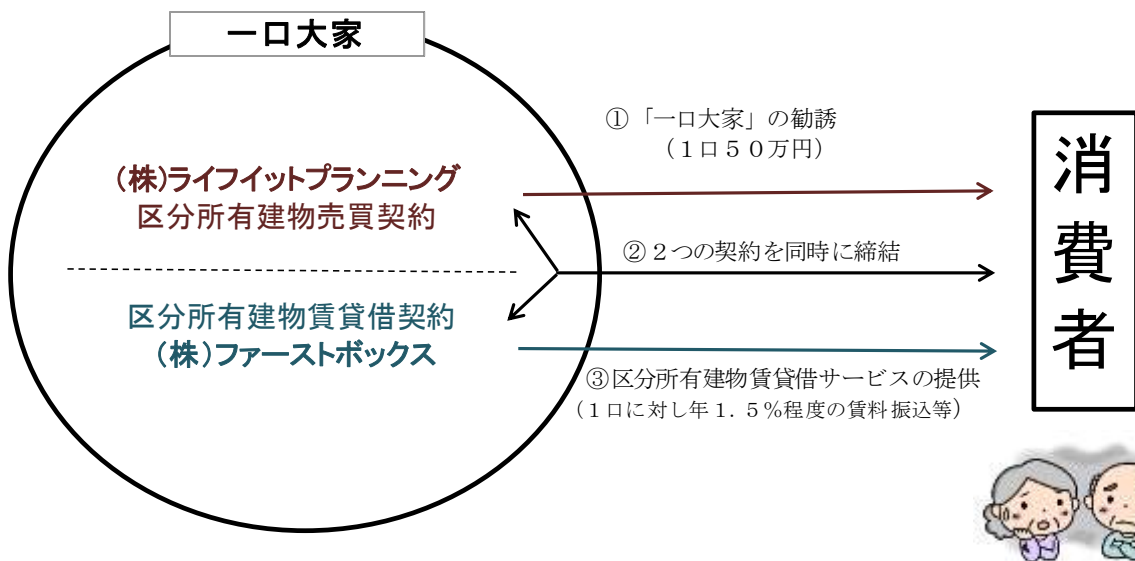 一口大家
①「一口大家」の勧誘
（１口５０万円）
(株)ライフイットプランニング
区分所有建物売買契約
②２つの契約を同時に締結
区分所有建物賃貸借契約
(株)ファーストボックス
③区分所有建物賃貸借サービスの提供
（１口に対し年１．５％程度の賃料振込等）
消費者